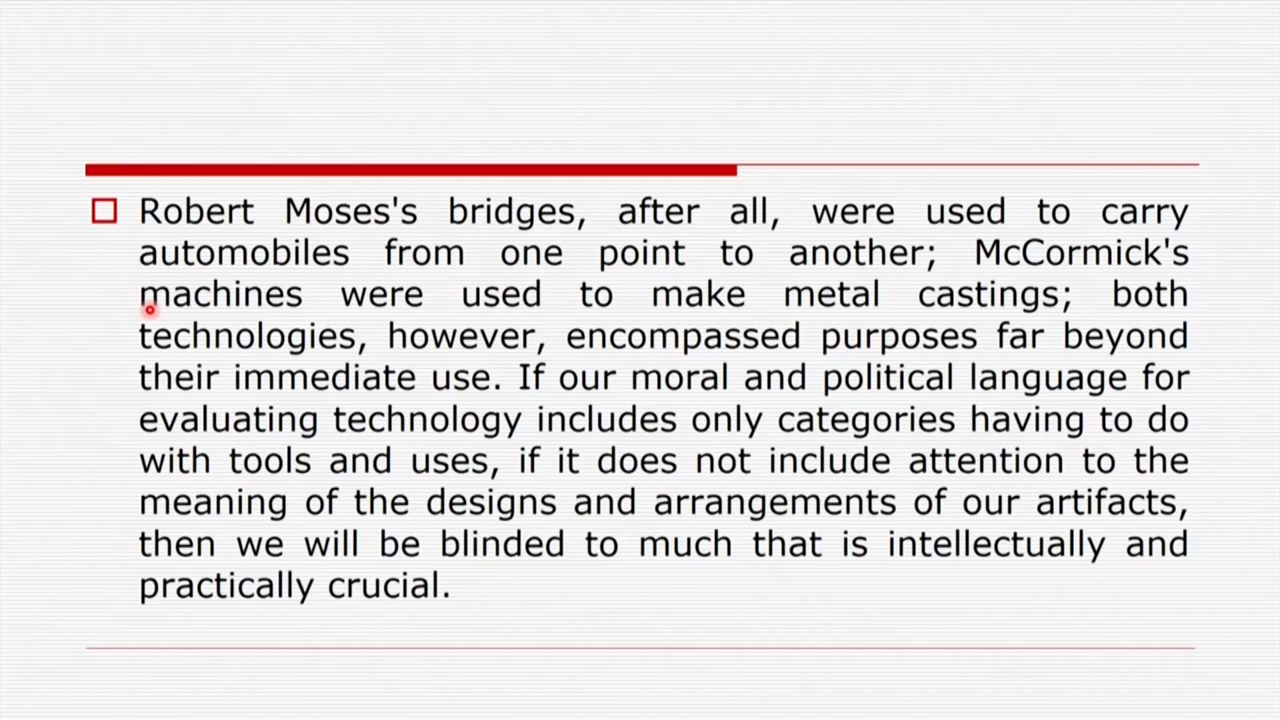 Robert Moses's bridges, after all, were used to carry
automobiles from one point to another; McCormick's
machines were used to make metal castings; both
technologies, however, encompassed purposes far beyond
their immediate use. If our moral and political language for
evaluating technology includes only categories having to do
with tools and uses, if it does not include attention to the
meaning of the designs and arrangements of our artifacts,
then we will be blinded to much that is intellectually and
practically crucial.